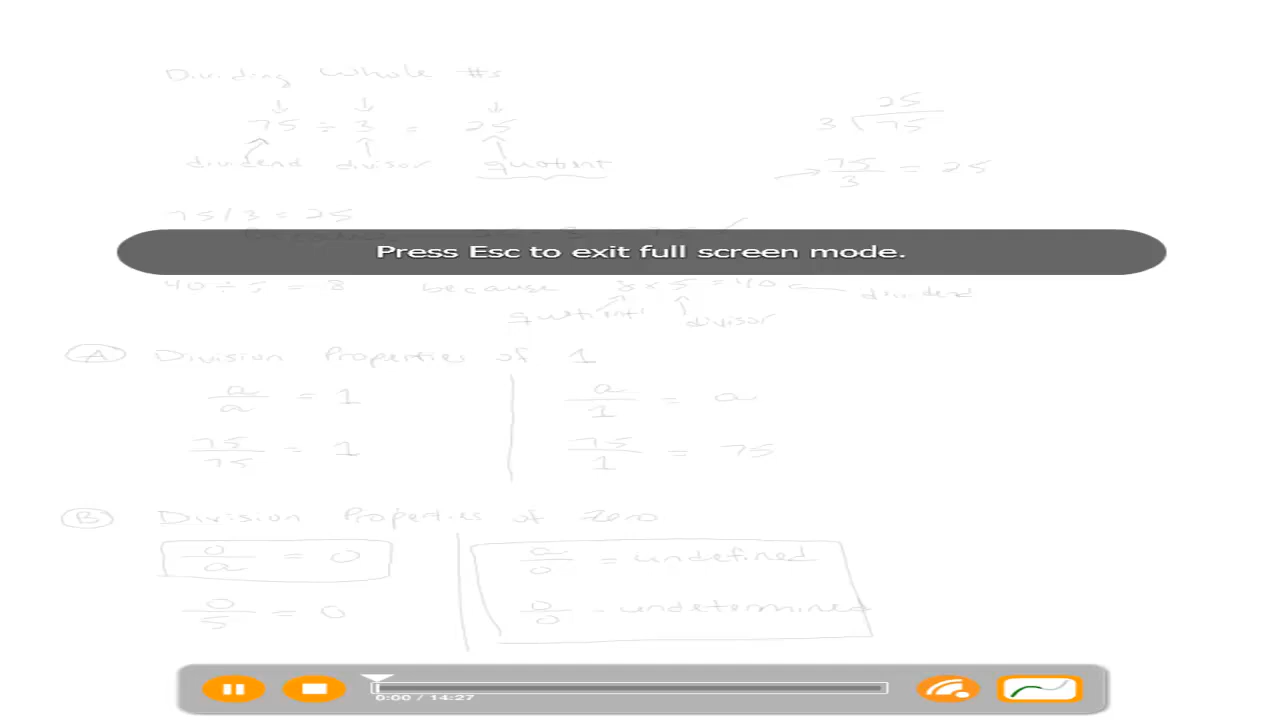 Dividing Whole #s
75 ÷ 3 = 25
dividend divisor quotient
25
3 75
75/3 = 25
75/3 = 25
Press Esc to exit full screen mode.
40 ÷ 5 = 8 because 8 x 5 = 40 dividend
quotient divisor
A Division Properties of 1
a/a = 1
a/1 = a
75/75 = 1
75/1 = 75
B Division Properties of Zero
0/a = 0
a/0 = undefined
0/5 = 0
0/0 - undetermined
0:00 / 14:27